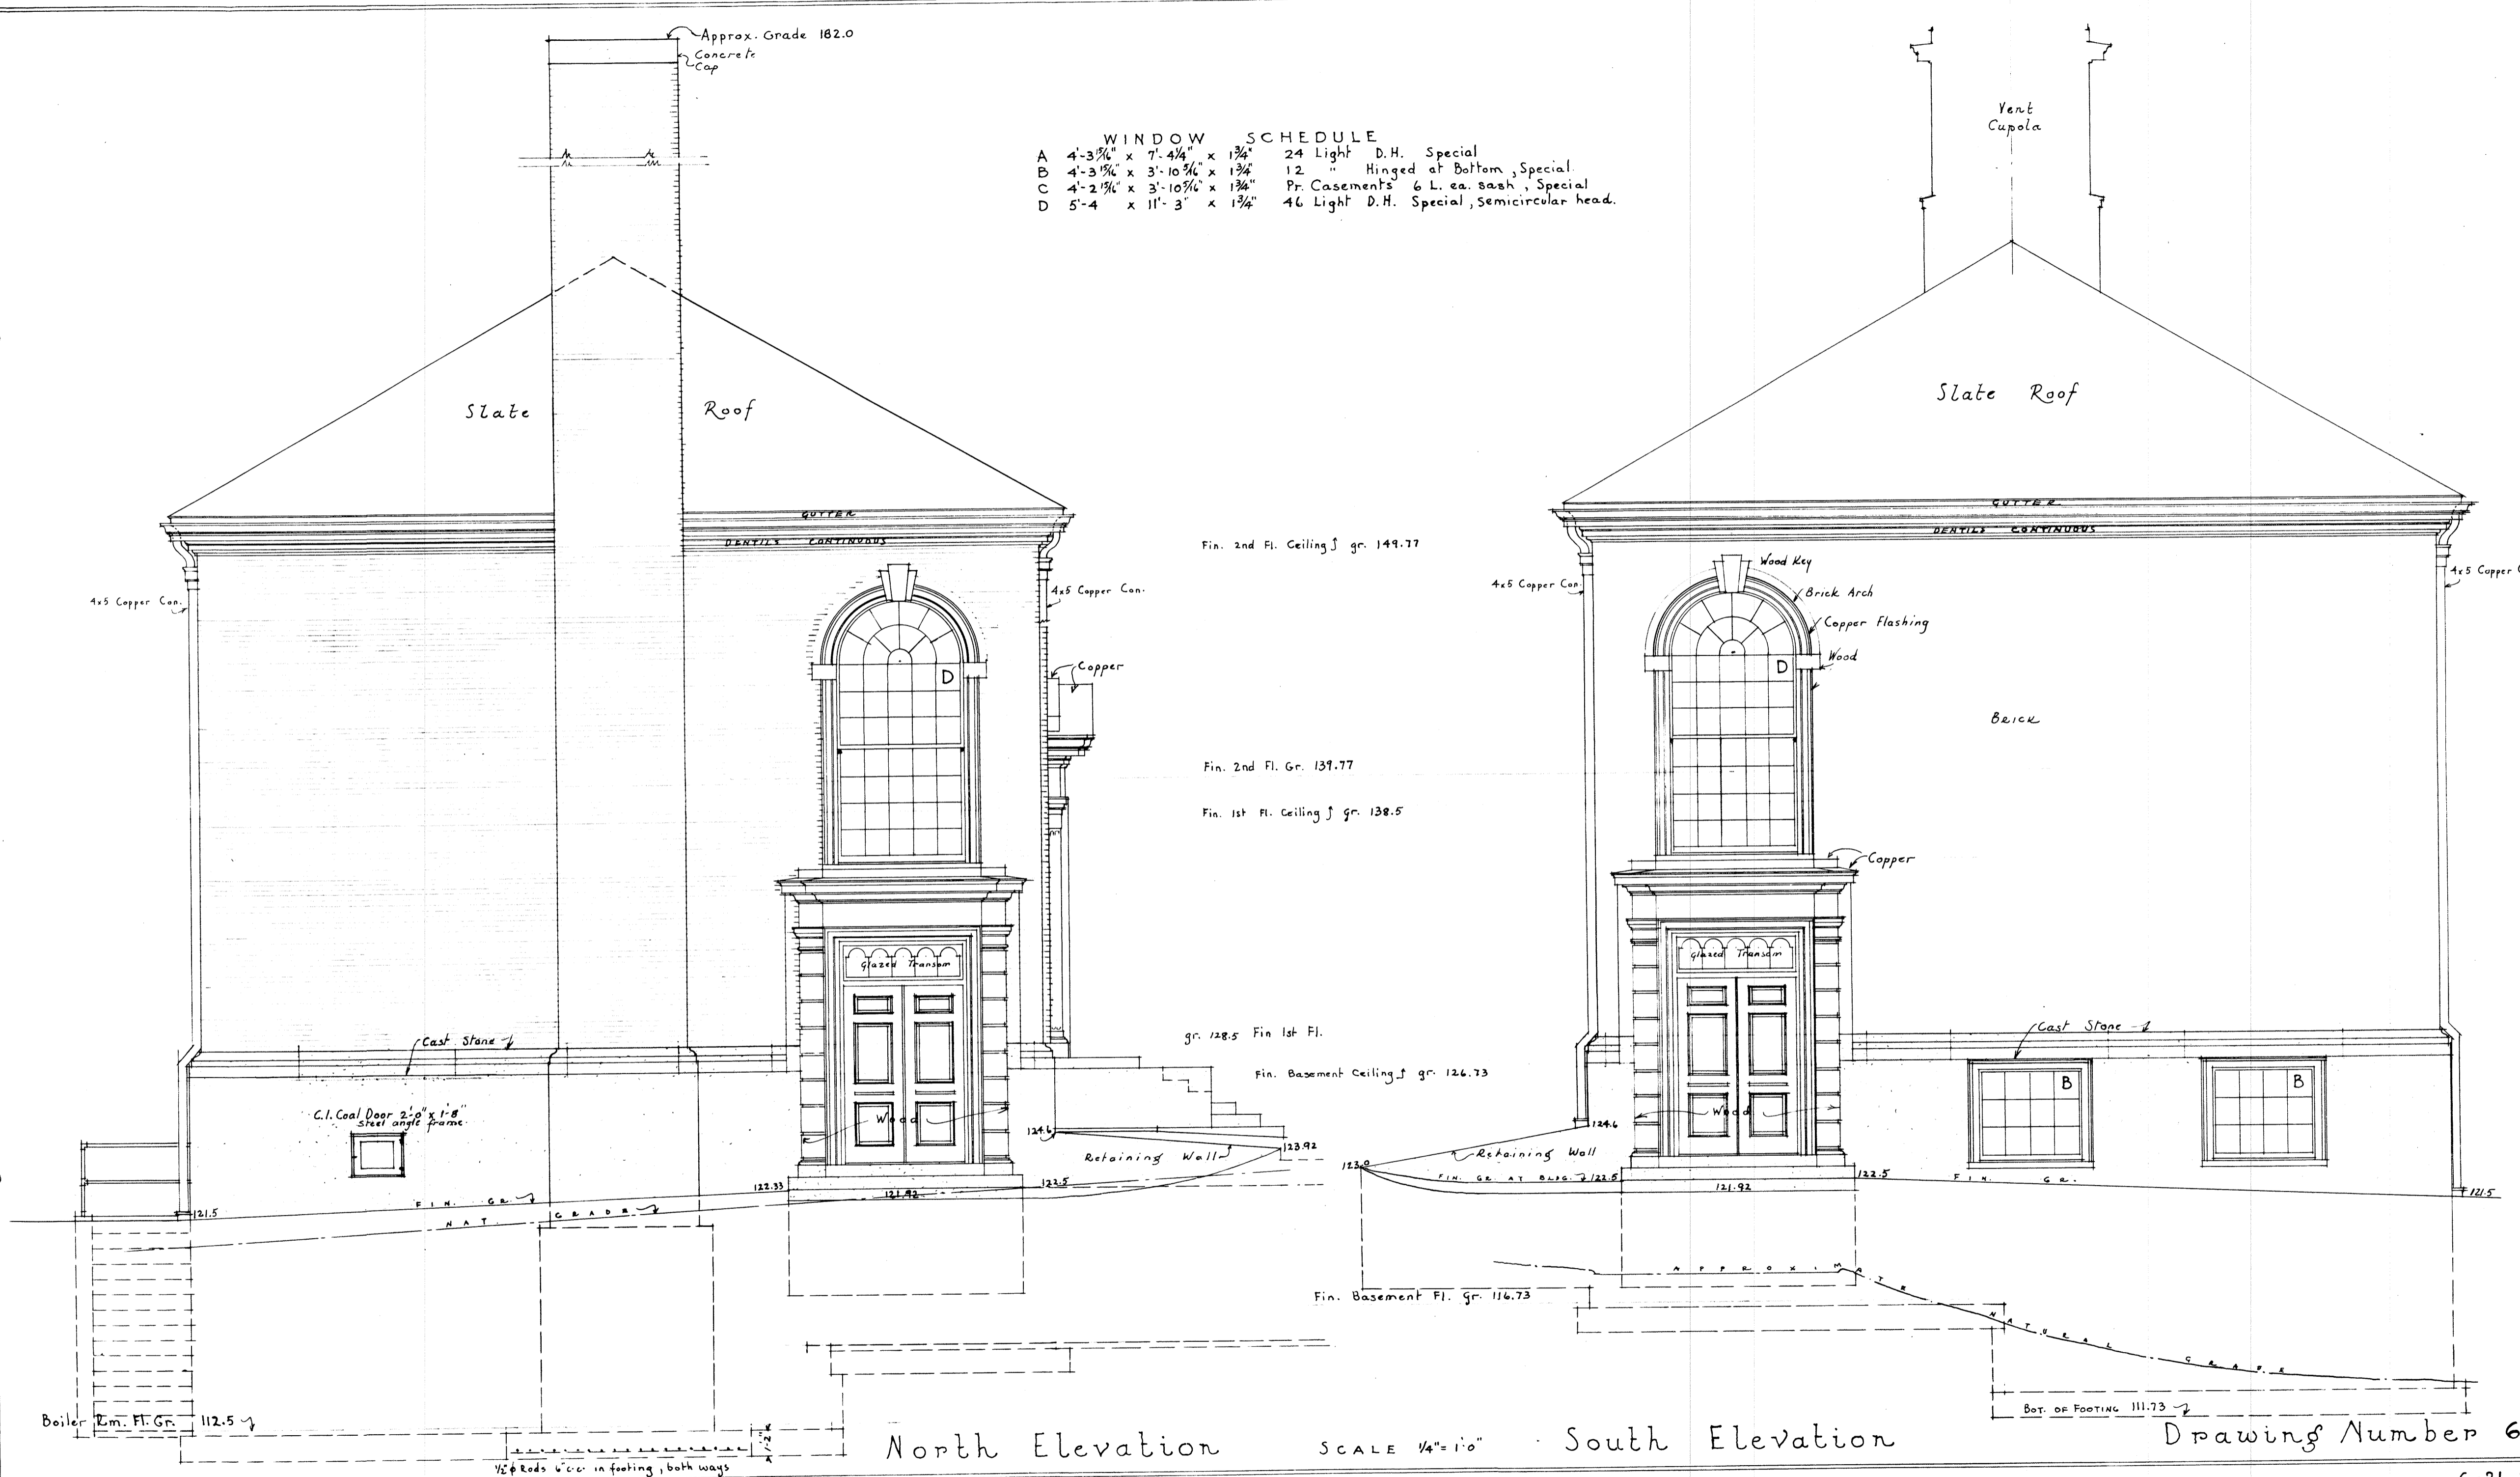 Approx. Grade 182.0
Concrete
Cap
Vent
Cupola
WINDOW SCHEDULE
A 4'-3 15/16" x 7'-4 1/4" x 1 3/4" 24 Light D.H. Special
B 4'-3 15/16" x 3'-10 5/16" x 1 3/4" 12 " Hinged at Bottom, Special.
C 4'-2 15/16" x 3'-10 5/16" x 1 3/4" Pr. Casements 6 L. ea. sash, Special
D 5'-4 x 11'-3" x 1 3/4" 46 Light D.H. Special, semicircular head.
Slate Roof
Slate Roof
GUTTER
DENTILS CONTINUOUS
GUTTER
DENTILS CONTINUOUS
Fin. 2nd Fl. Ceiling gr. 149.77
4x5 Copper Con.
4x5 Copper Con.
4x5 Copper Con.
4x5 Copper
Wood Key
Brick Arch
Copper Flashing
Wood
D
Copper
D
BRICK
Fin. 2nd Fl. Gr. 139.77
Fin. 1st Fl. Ceiling gr. 138.5
Copper
Glazed Transom
Glazed Transom
gr. 128.5 Fin 1st Fl.
Cast Stone
Cast Stone
Fin. Basement Ceiling gr. 126.73
B
B
C.I. Coal Door 2'-0" x 1'-8"
Steel angle frame.
Wood
Wood
124.6
124.6
123.92
Retaining Wall
Retaining Wall
123.0
FIN. GR.
122.33
121.92
122.5
FIN. GR. AT BLDG. 122.5
121.92
122.5
FIN. GR.
121.5
121.5
NAT. GRADE
APPROXIMATE NATURAL GRADE
Fin. Basement Fl. Gr. 116.73
Boiler Rm. Fl. Gr. 112.5
BOT. OF FOOTING 111.73
1'-2"
1/2" φ Rods 6" c.c. in footing, both ways
North Elevation
SCALE 1/4" = 1'-0"
South Elevation
Drawing Number 6